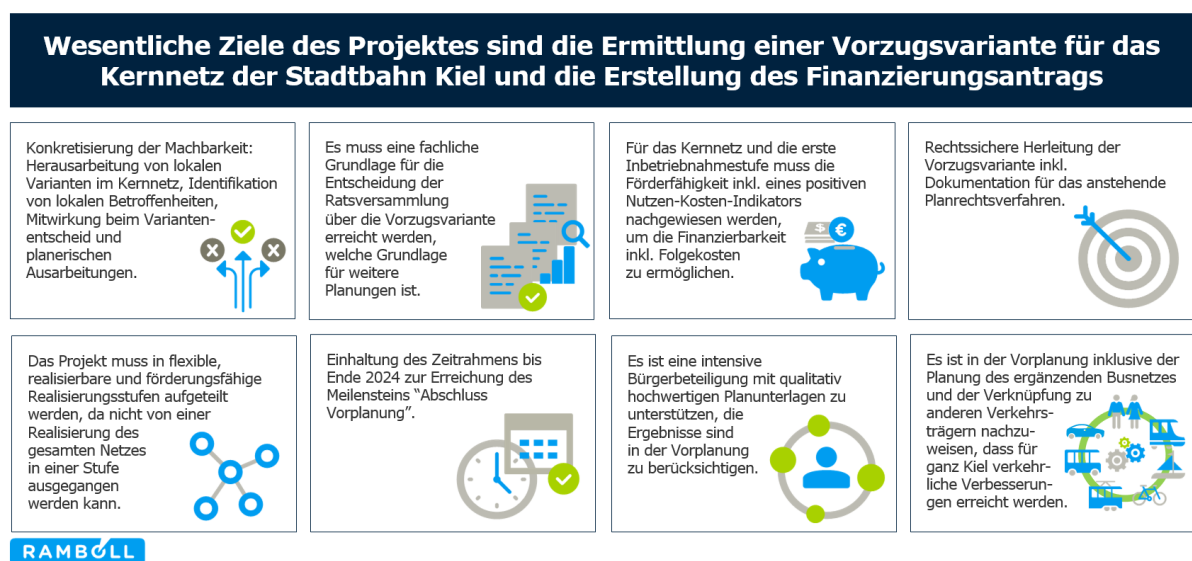 Wesentliche Ziele des Projektes sind die Ermittlung einer Vorzugsvariante für das
Kernnetz der Stadtbahn Kiel und die Erstellung des Finanzierungsantrags
Konkretisierung der Machbarkeit:
Herausarbeitung von lokalen
Varianten im Kernnetz, Identifikation
von lokalen Betroffenheiten,
Mitwirkung beim Varianten-
entscheid und
planerischen
Ausarbeitungen.
Es muss eine fachliche
Grundlage für die
Entscheidung der
Ratsversammlung
über die Vorzugsvariante
erreicht werden,
welche Grundlage
für weitere
Planungen ist.
Für das Kernnetz und die erste
Inbetriebnahmestufe muss die
Förderfähigkeit inkl. eines positiven
Nutzen-Kosten-Indikators
nachgewiesen werden,
um die Finanzierbarkeit
inkl. Folgekosten
zu ermöglichen.
$ €
Rechtssichere Herleitung der
Vorzugsvariante inkl.
Dokumentation für das anstehende
Planrechtsverfahren.
Das Projekt muss in flexible,
realisierbare und förderungsfähige
Realisierungsstufen aufgeteilt
werden, da nicht von einer
Realisierung des
gesamten Netzes
in einer Stufe
ausgegangen
werden kann.
Einhaltung des Zeitrahmens bis
Ende 2024 zur Erreichung des
Meilensteins “Abschluss
Vorplanung”.
Es ist eine intensive
Bürgerbeteiligung mit qualitativ
hochwertigen Planunterlagen zu
unterstützen, die
Ergebnisse sind
in der Vorplanung
zu berücksichtigen.
Es ist in der Vorplanung inklusive der
Planung des ergänzenden Busnetzes
und der Verknüpfung zu
anderen Verkehrs-
trägern nachzu-
weisen, dass für
ganz Kiel verkehr-
liche Verbesserun-
gen erreicht werden.
RAMBOLL